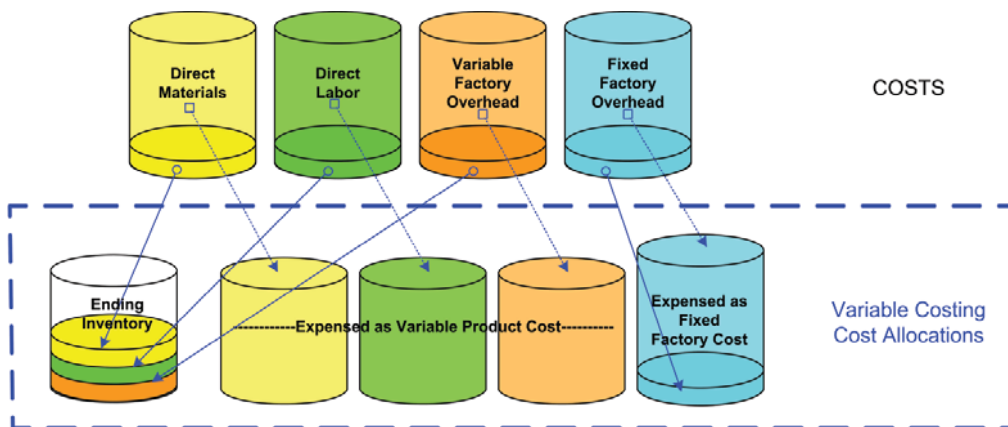 Direct
Materials
Direct
Labor
Variable
Factory
Overhead
Fixed
Factory
Overhead
COSTS
Ending
Inventory
-----------Expensed as Variable Product Cost----------
Expensed as
Fixed
Factory Cost
Variable Costing
Cost Allocations